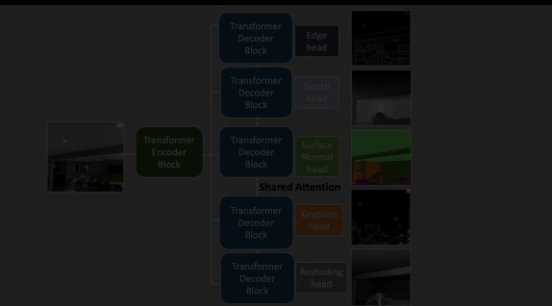 Transformer
Decoder
Block
Edge
head
Transformer
Decoder
Block
Depth
head
Transformer
Encoder
Block
Transformer
Decoder
Block
Surface
Normal
head
Shared Attention
Transformer
Decoder
Block
Keypoint
head
Transformer
Decoder
Block
Reshading
head